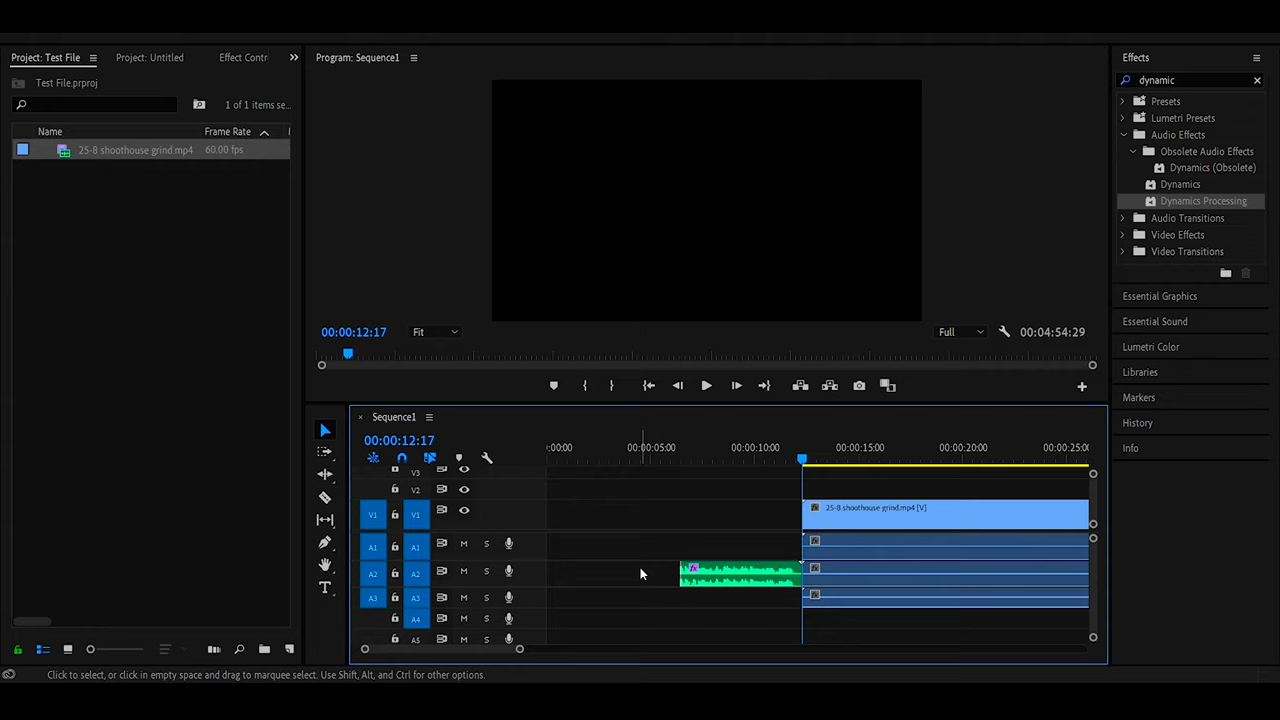 Project: Test File
Project: Untitled
Effect Contr
Test File.prproj
1 of 1 items se...
Name
Frame Rate
25-8 shoothouse grind.mp4
60.00 fps
Program: Sequence1
00:00:12:17
Fit
Full
00:04:54:29
Effects
dynamic
Presets
Lumetri Presets
Audio Effects
Obsolete Audio Effects
Dynamics (Obsolete)
Dynamics
Dynamics Processing
Audio Transitions
Video Effects
Video Transitions
Essential Graphics
Essential Sound
Lumetri Color
Libraries
Markers
History
Info
Sequence1
00:00:12:17
:00:00
00:00:05:00
00:00:10:00
00:00:15:00
00:00:20:00
00:00:25:0
V3
V2
V1 V1
fx 25-8 shoothouse grind.mp4 [V]
A1 A1 M S fx
A2 A2 M S fx fx
A3 A3 M S fx
A4 M S
A5 M S
Click to select, or click in empty space and drag to marquee select. Use Shift, Alt, and Ctrl for other options.